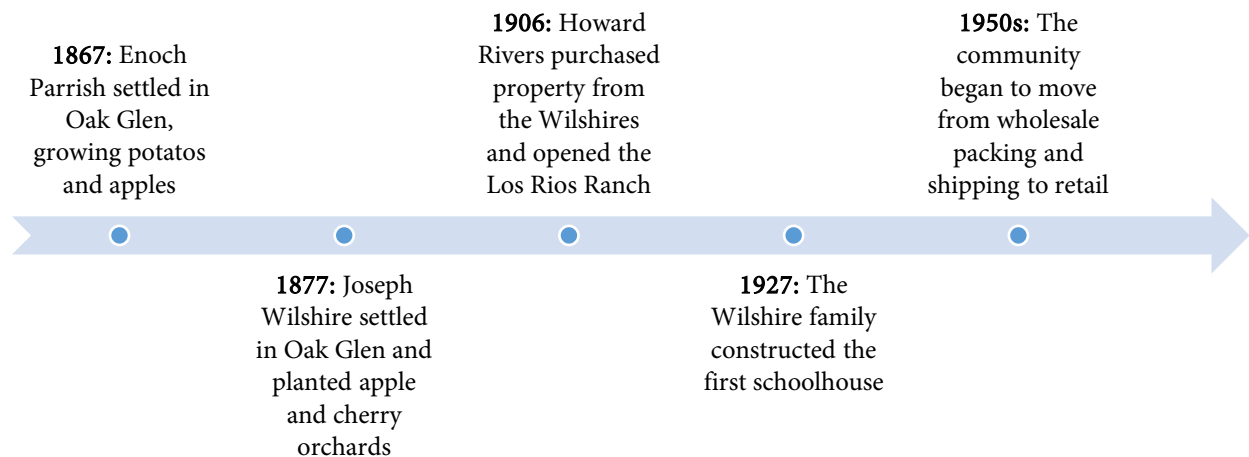 1867: Enoch
Parrish settled in
Oak Glen,
growing potatos
and apples
1877: Joseph
Wilshire settled
in Oak Glen and
planted apple
and cherry
orchards
1906: Howard
Rivers purchased
property from
the Wilshires
and opened the
Los Rios Ranch
1927: The
Wilshire family
constructed the
first schoolhouse
1950s: The
community
began to move
from wholesale
packing and
shipping to retail